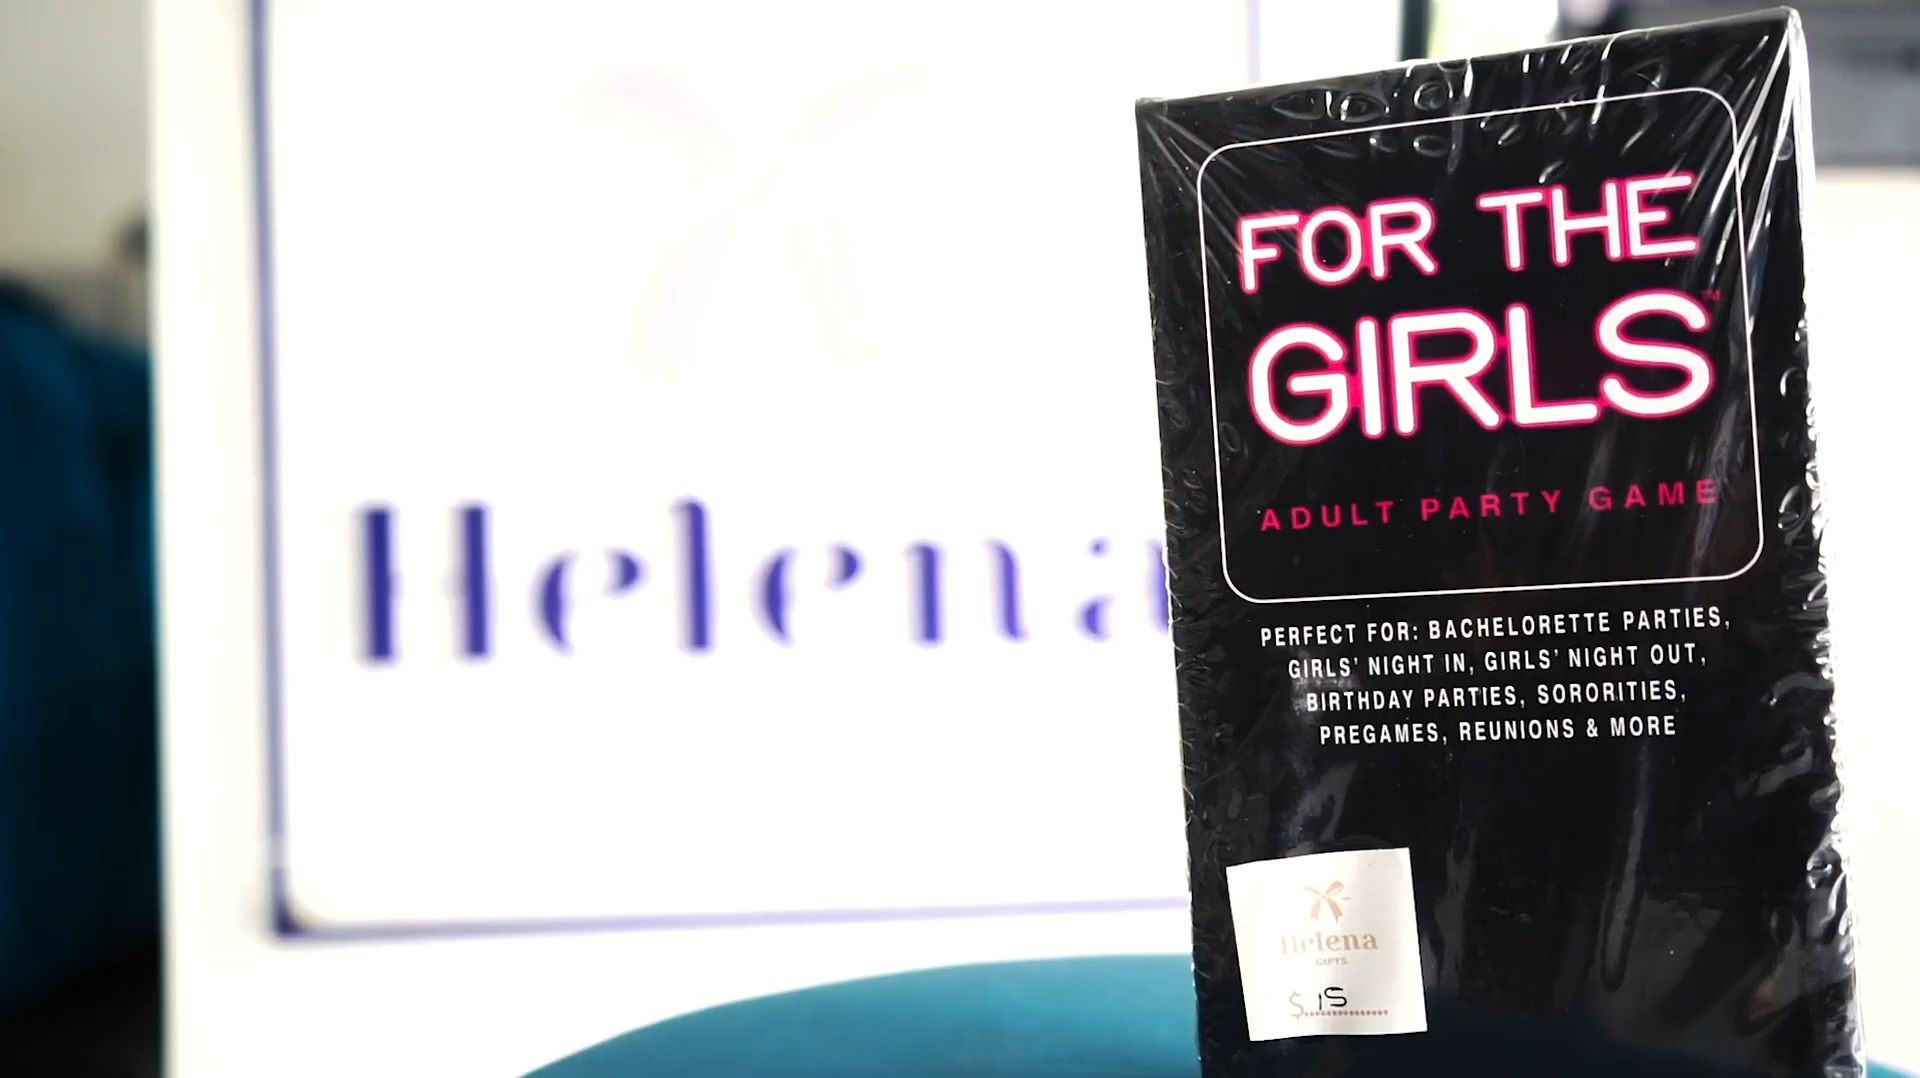 Helena
FOR THE
GIRLS™
ADULT PARTY GAME
PERFECT FOR: BACHELORETTE PARTIES,
GIRLS' NIGHT IN, GIRLS' NIGHT OUT,
BIRTHDAY PARTIES, SORORITIES,
PREGAMES, REUNIONS & MORE
Helena
GIFTS
$ 15